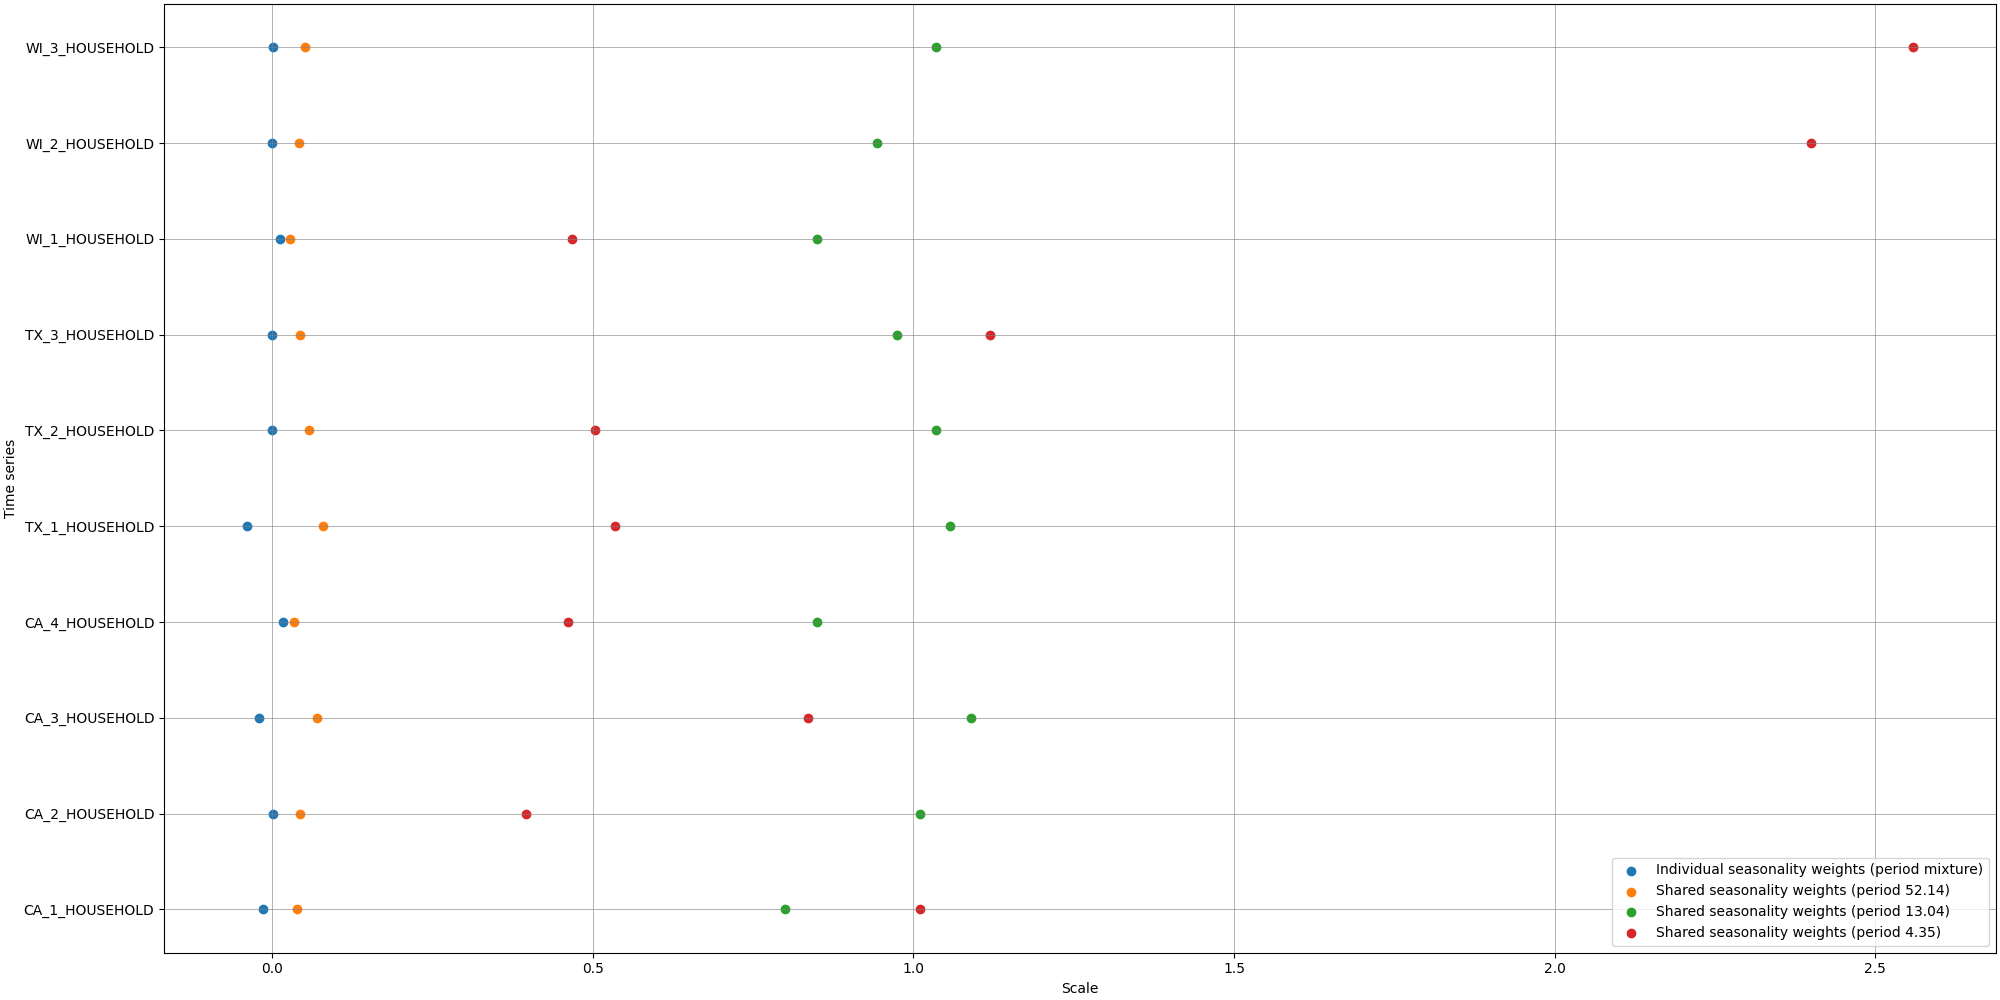 WI_3_HOUSEHOLD
WI_2_HOUSEHOLD
WI_1_HOUSEHOLD
TX_3_HOUSEHOLD
TX_2_HOUSEHOLD
TX_1_HOUSEHOLD
CA_4_HOUSEHOLD
CA_3_HOUSEHOLD
CA_2_HOUSEHOLD
CA_1_HOUSEHOLD
Time series
Individual seasonality weights (period mixture)
Shared seasonality weights (period 52.14)
Shared seasonality weights (period 13.04)
Shared seasonality weights (period 4.35)
0.0 0.5 1.0 1.5 2.0 2.5
Scale